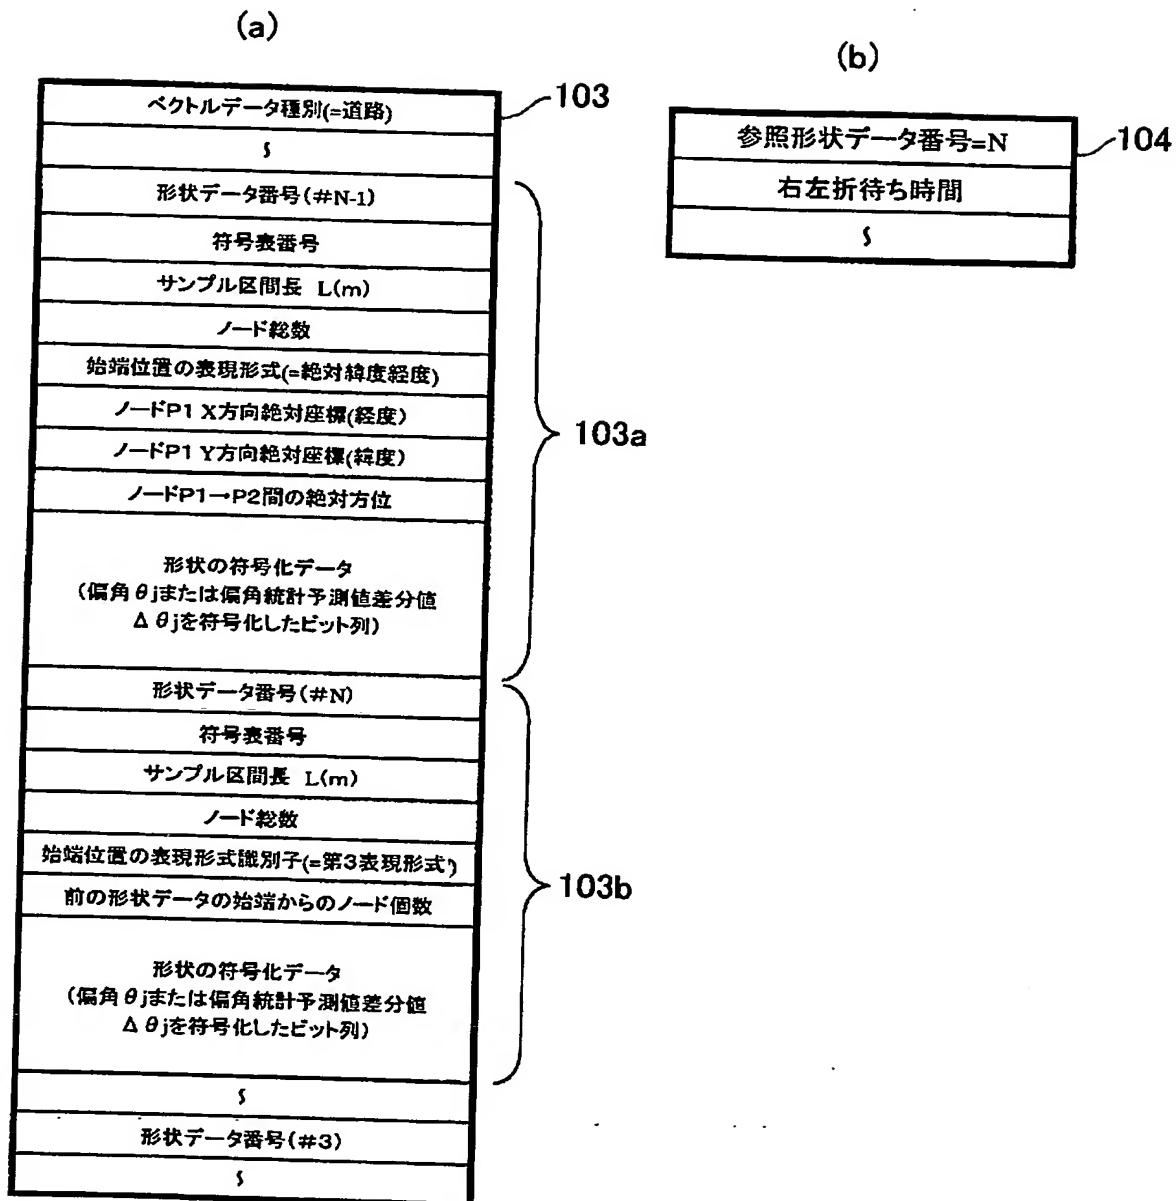 (a)
ベクトルデータ種別(=道路)
∫
形状データ番号(#N-1)
符号表番号
サンプル区間長 L(m)
ノード総数
始端位置の表現形式(=絶対緯度経度)
ノードP1 X方向絶対座標(経度)
ノードP1 Y方向絶対座標(緯度)
ノードP1→P2間の絶対方位
形状の符号化データ
(偏角θjまたは偏角統計予測値差分値
Δθjを符号化したビット列)
形状データ番号(#N)
符号表番号
サンプル区間長 L(m)
ノード総数
始端位置の表現形式識別子(=第3表現形式)
前の形状データの始端からのノード個数
形状の符号化データ
(偏角θjまたは偏角統計予測値差分値
Δθjを符号化したビット列)
∫
形状データ番号(#3)
∫
103
103a
103b
(b)
参照形状データ番号=N
右左折待ち時間
∫
104